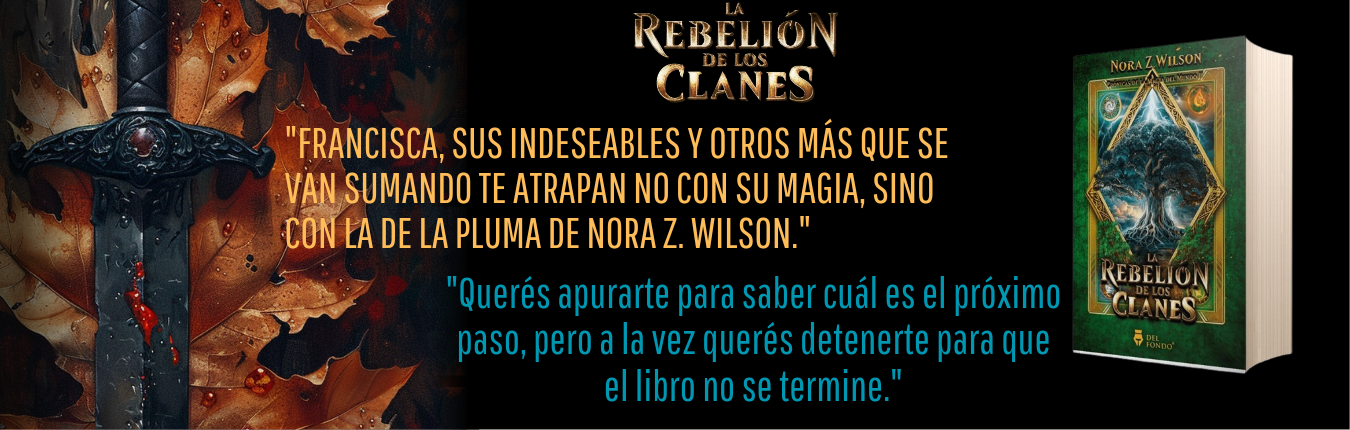 LA
REBELIÓN
DE LOS
CLANES
"FRANCISCA, SUS INDESEABLES Y OTROS MÁS QUE SE
VAN SUMANDO TE ATRAPAN NO CON SU MAGIA, SINO
CON LA DE LA PLUMA DE NORA Z. WILSON."
"Querés apurarte para saber cuál es el próximo
paso, pero a la vez querés detenerte para que
el libro no se termine."
NORA Z WILSON
LA
REBELIÓN
DE LOS
CLANES
DEL
FONDO